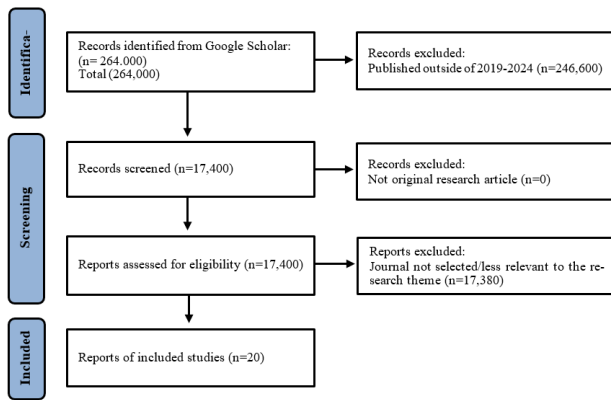 Identifica-
Records identified from Google Scholar:
(n= 264.000)
Total (264,000)
Records excluded:
Published outside of 2019-2024 (n=246,600)
Screening
Records screened (n=17,400)
Records excluded:
Not original research article (n=0)
Reports assessed for eligibility (n=17,400)
Reports excluded:
Journal not selected/less relevant to the re-
search theme (n=17,380)
Included
Reports of included studies (n=20)